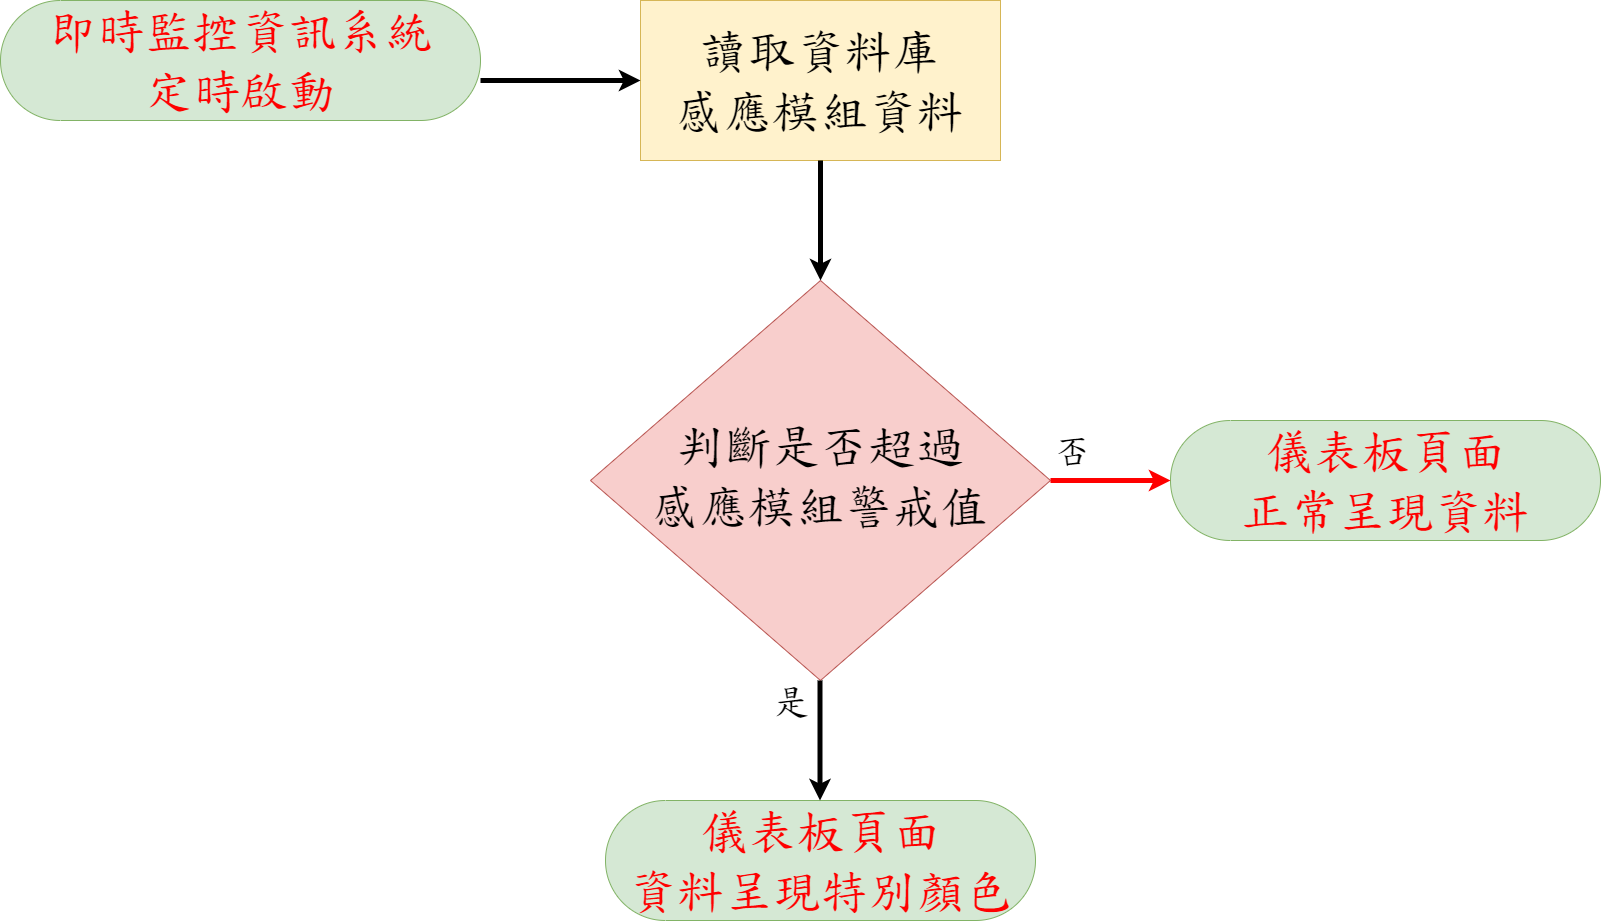 即時監控資訊系統
定時啟動
讀取資料庫
感應模組資料
判斷是否超過
感應模組警戒值
否
儀表板頁面
正常呈現資料
是
儀表板頁面
資料呈現特別顏色